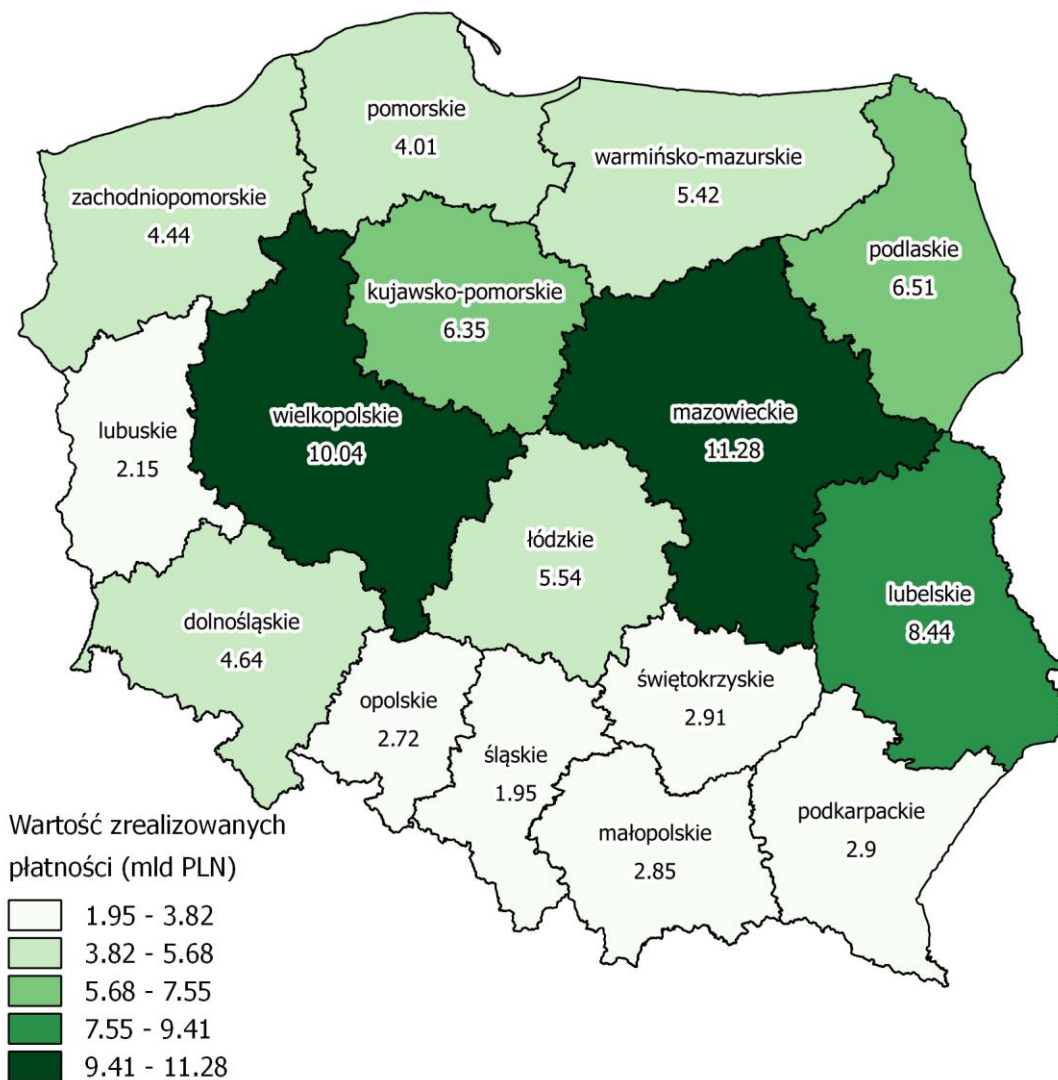 pomorskie
4.01
warmińsko-mazurskie
5.42
zachodniopomorskie
4.44
podlaskie
6.51
kujawsko-pomorskie
6.35
wielkopolskie
10.04
mazowieckie
11.28
lubuskie
2.15
łódzkie
5.54
lubelskie
8.44
dolnośląskie
4.64
świętokrzyskie
2.91
opolskie
2.72
śląskie
1.95
małopolskie
2.85
podkarpackie
2.9
Wartość zrealizowanych
płatności (mld PLN)
1.95 - 3.82
3.82 - 5.68
5.68 - 7.55
7.55 - 9.41
9.41 - 11.28